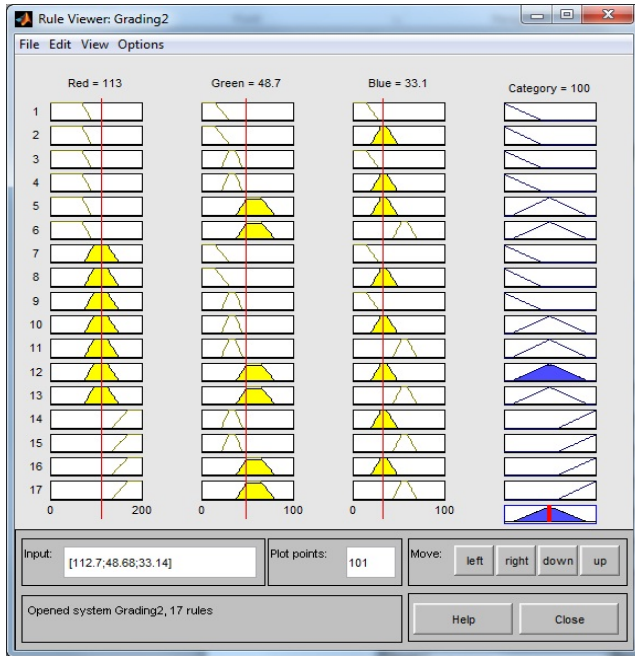 Rule Viewer: Grading2
File Edit View Options
Red = 113 Green = 48.7 Blue = 33.1 Category = 100
1
2
3
4
5
6
7
8
9
10
11
12
13
14
15
16
17
0 200 0 100 0 100
Input: [112.7;48.68;33.14] Plot points: 101 Move: left right down up
Opened system Grading2, 17 rules Help Close